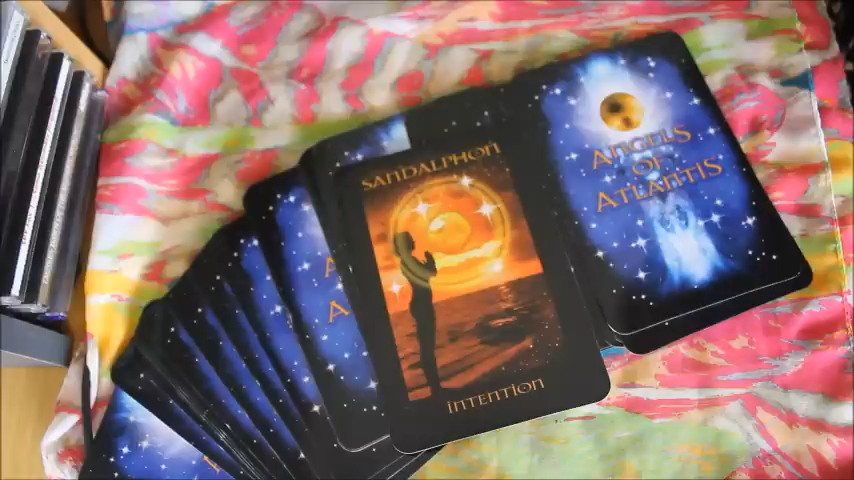 SANDALPHON
INTENTION
ANGELS
OF
ATLANTIS
A
A